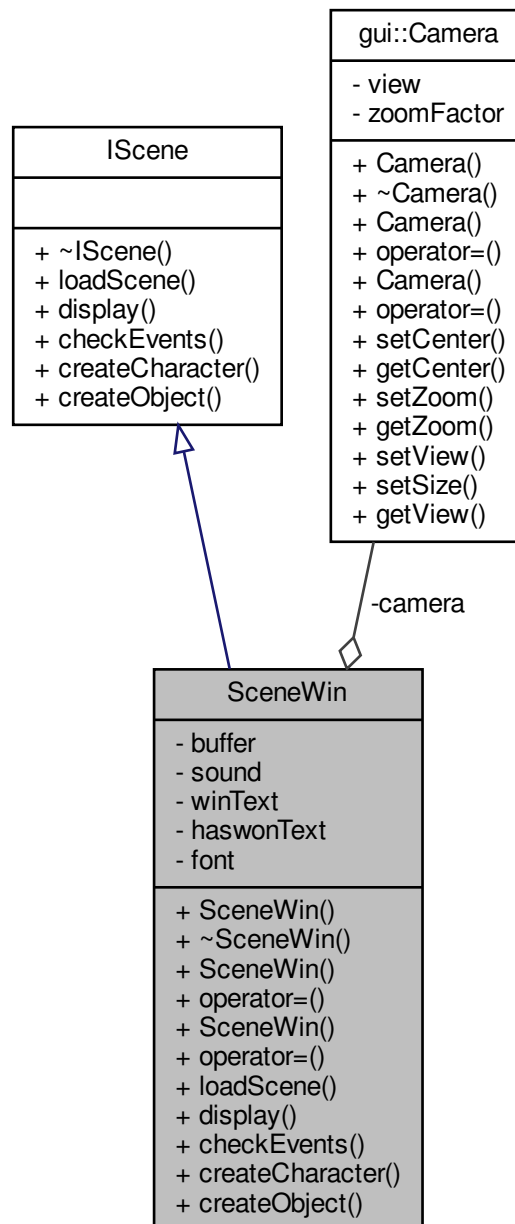 gui::Camera
- view
- zoomFactor
+ Camera()
+ ~Camera()
+ Camera()
+ operator=()
+ Camera()
+ operator=()
+ setCenter()
+ getCenter()
+ setZoom()
+ getZoom()
+ setView()
+ setSize()
+ getView()
IScene
+ ~IScene()
+ loadScene()
+ display()
+ checkEvents()
+ createCharacter()
+ createObject()
-camera
SceneWin
- buffer
- sound
- winText
- haswonText
- font
+ SceneWin()
+ ~SceneWin()
+ SceneWin()
+ operator=()
+ SceneWin()
+ operator=()
+ loadScene()
+ display()
+ checkEvents()
+ createCharacter()
+ createObject()